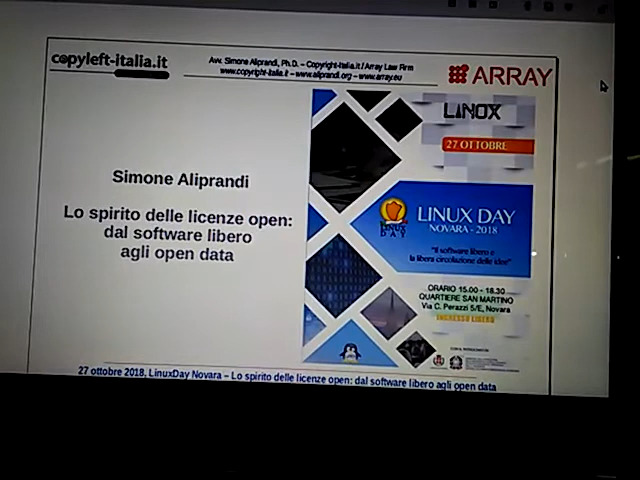 copyleft-italia.it
Avv. Simone Aliprandi, Ph.D. – Copyright-Italia.it / Array Law Firm
www.copyright-italia.it – www.aliprandi.org – www.array.eu
ARRAY
Simone Aliprandi
Lo spirito delle licenze open:
dal software libero
agli open data
LINOX
27 OTTOBRE
LINUX
DAY
LINUX DAY
NOVARA - 2018
"Il software libero e
la libera circolazione delle idee"
ORARIO 15.00 - 18.30
QUARTIERE SAN MARTINO
Via C. Perazzi 5/E, Novara
INGRESSO LIBERO
27 ottobre 2018, LinuxDay Novara – Lo spirito delle licenze open: dal software libero agli open data